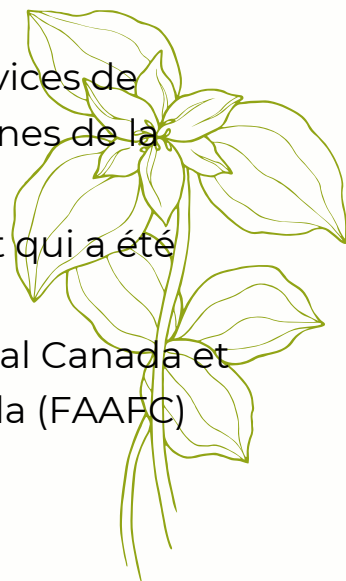 vices de
nes de la
t qui a été
al Canada et
la (FAAFC)